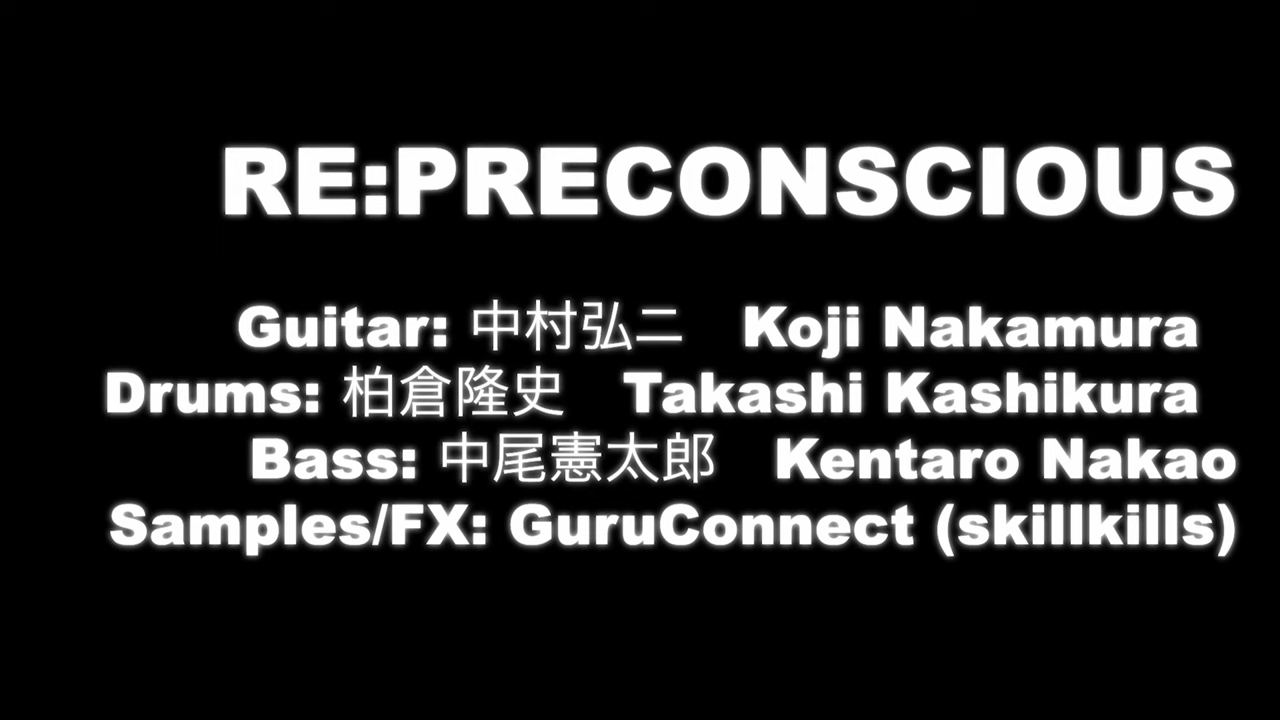 RE:PRECONSCIOUS
Guitar: 中村弘二　Koji Nakamura
Drums: 柏倉隆史　Takashi Kashikura
Bass: 中尾憲太郎　Kentaro Nakao
Samples/FX: GuruConnect (skillkills)